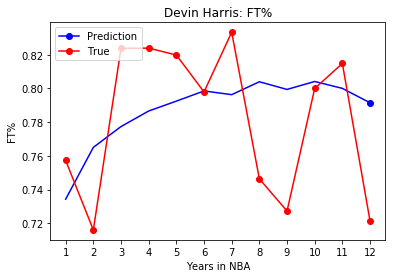 Devin Harris: FT%
Prediction
True
0.82
0.80
0.78
0.76
0.74
0.72
FT%
1 2 3 4 5 6 7 8 9 10 11 12
Years in NBA